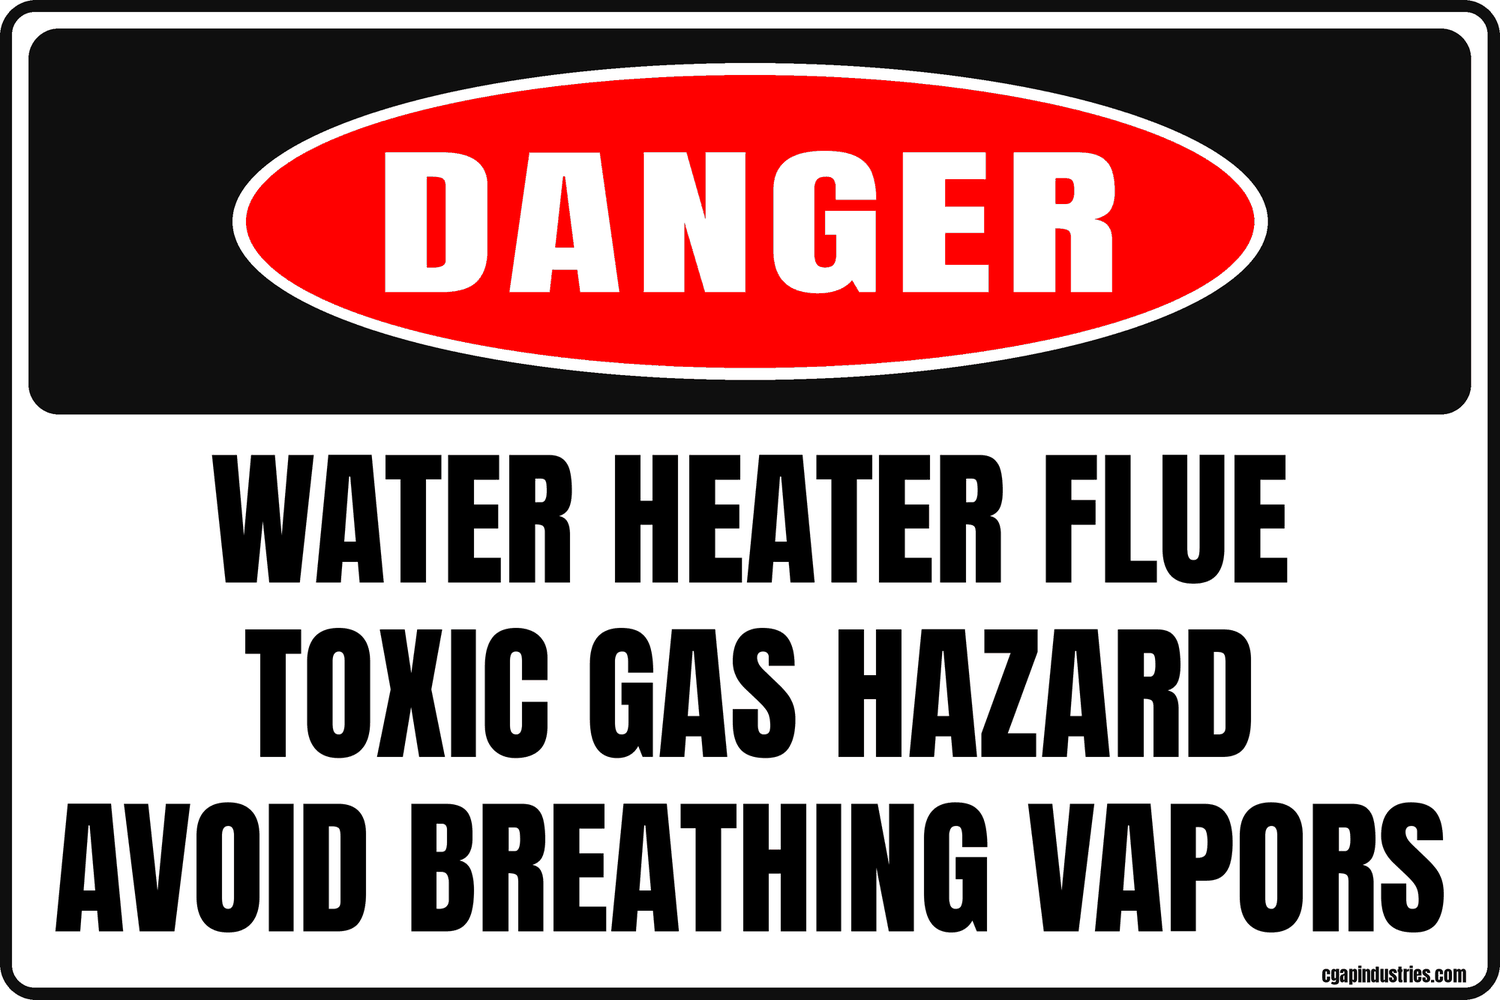 DANGER
WATER HEATER FLUE
TOXIC GAS HAZARD
AVOID BREATHING VAPORS
cgapindustries.com